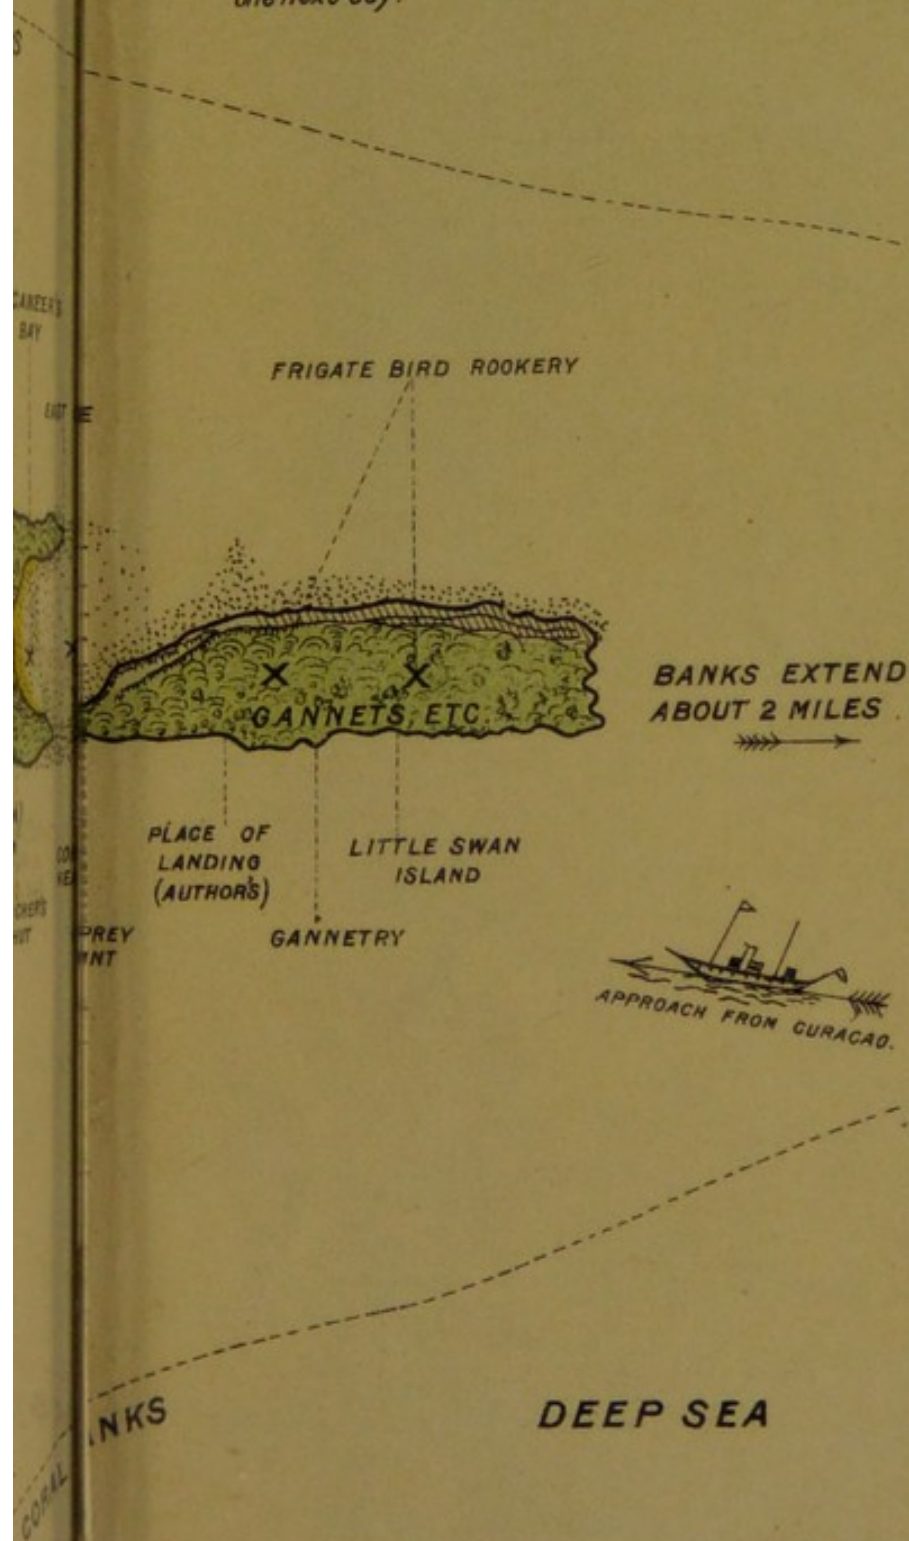 BAY
FRIGATE BIRD ROOKERY
GANNETS, ETC.
BANKS EXTEND
ABOUT 2 MILES
PLACE OF
LANDING
(AUTHOR'S)
LITTLE SWAN
ISLAND
GANNETRY
APPROACH FROM CURACAO.
DEEP SEA
CORAL